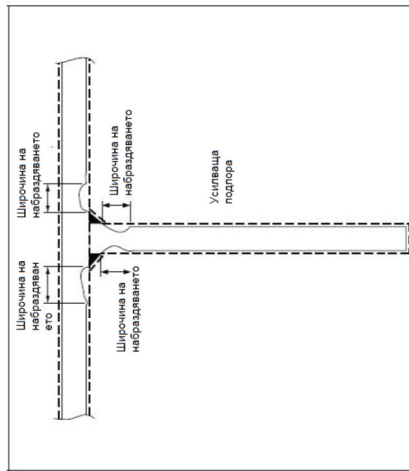 Широчина на
набраздяването
Широчина на
набраздяването
Усилваща
подпора
Широчина на
набраздяван
ето
Широчина на
набраздяването